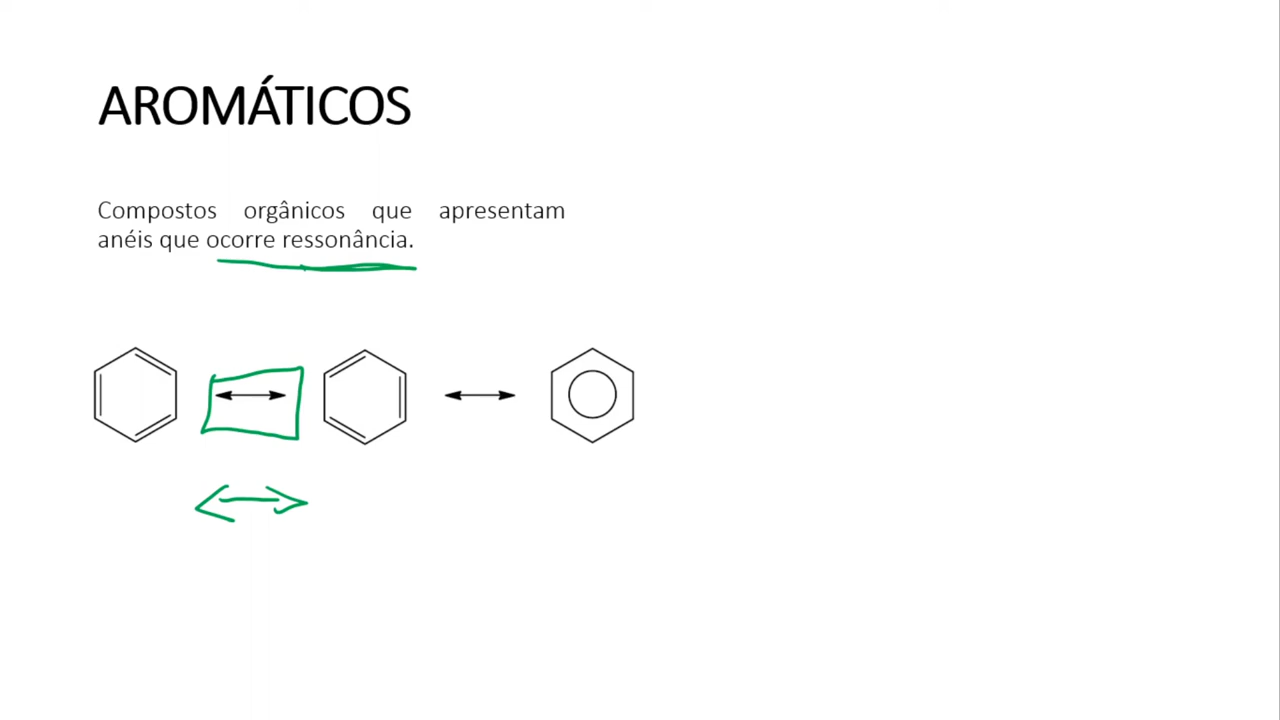 AROMÁTICOS
Compostos orgânicos que apresentam
anéis que ocorre ressonância.